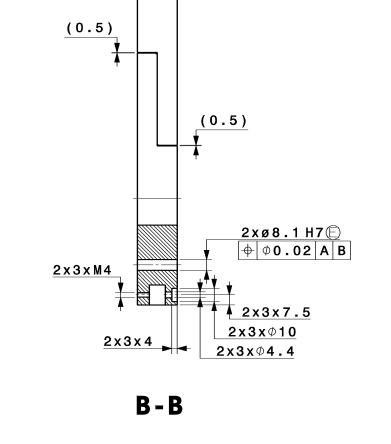 (0.5)
(0.5)
2xø8.1 H7Ⓔ
⌖ ϕ0.02 A B
2x3xM4
2x3x7.5
2x3xϕ10
2x3x4
2x3xϕ4.4
B-B